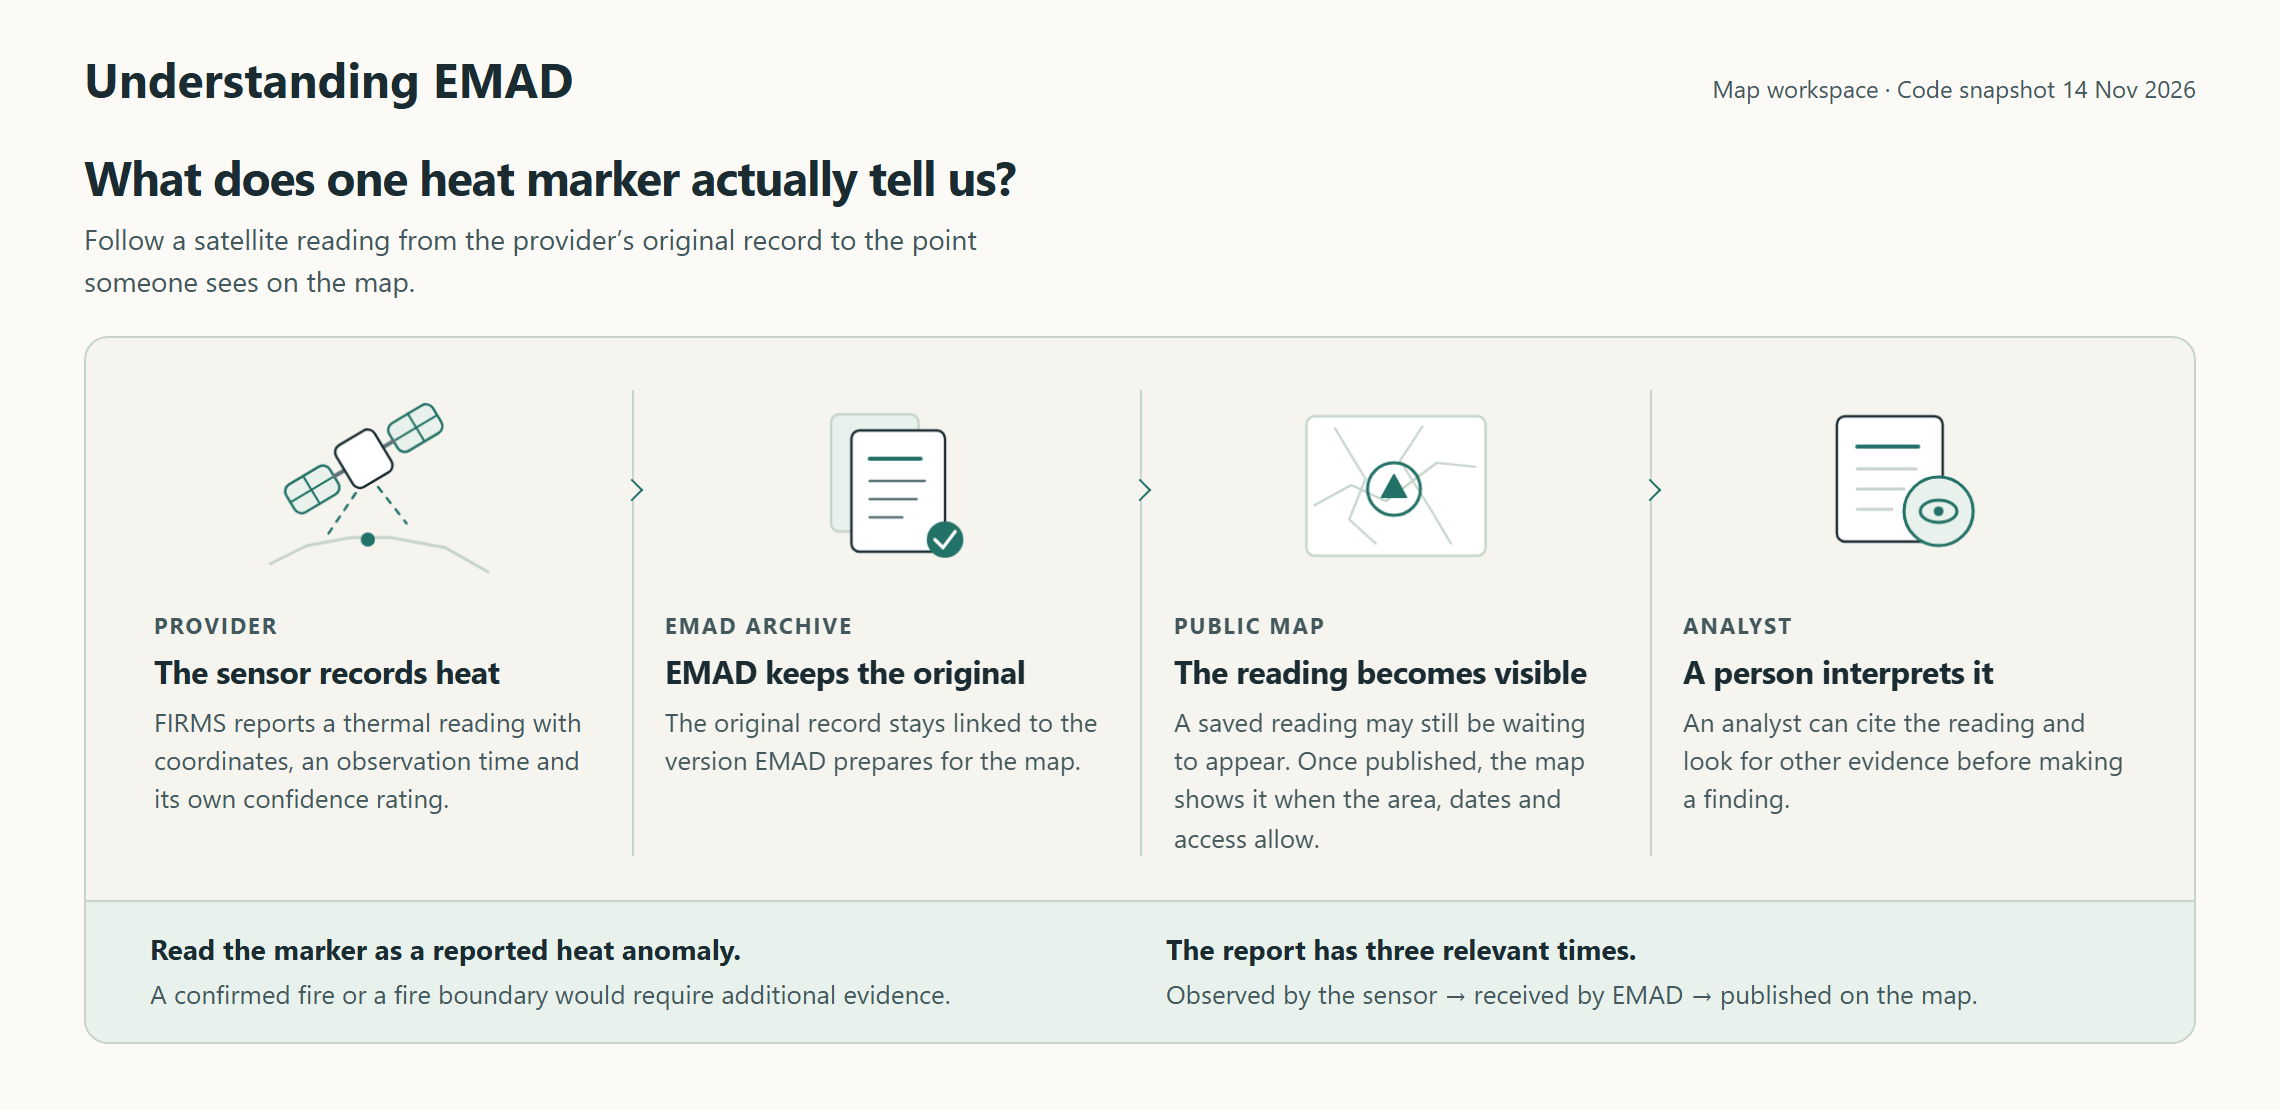 Understanding EMAD
Map workspace · Code snapshot 14 Nov 2026
What does one heat marker actually tell us?
Follow a satellite reading from the provider’s original record to the point
someone sees on the map.
PROVIDER
The sensor records heat
FIRMS reports a thermal reading with
coordinates, an observation time and
its own confidence rating.
EMAD ARCHIVE
EMAD keeps the original
The original record stays linked to the
version EMAD prepares for the map.
PUBLIC MAP
The reading becomes visible
A saved reading may still be waiting
to appear. Once published, the map
shows it when the area, dates and
access allow.
ANALYST
A person interprets it
An analyst can cite the reading and
look for other evidence before making
a finding.
Read the marker as a reported heat anomaly.
A confirmed fire or a fire boundary would require additional evidence.
The report has three relevant times.
Observed by the sensor → received by EMAD → published on the map.